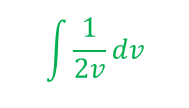 ∫ 1/(2v) dv